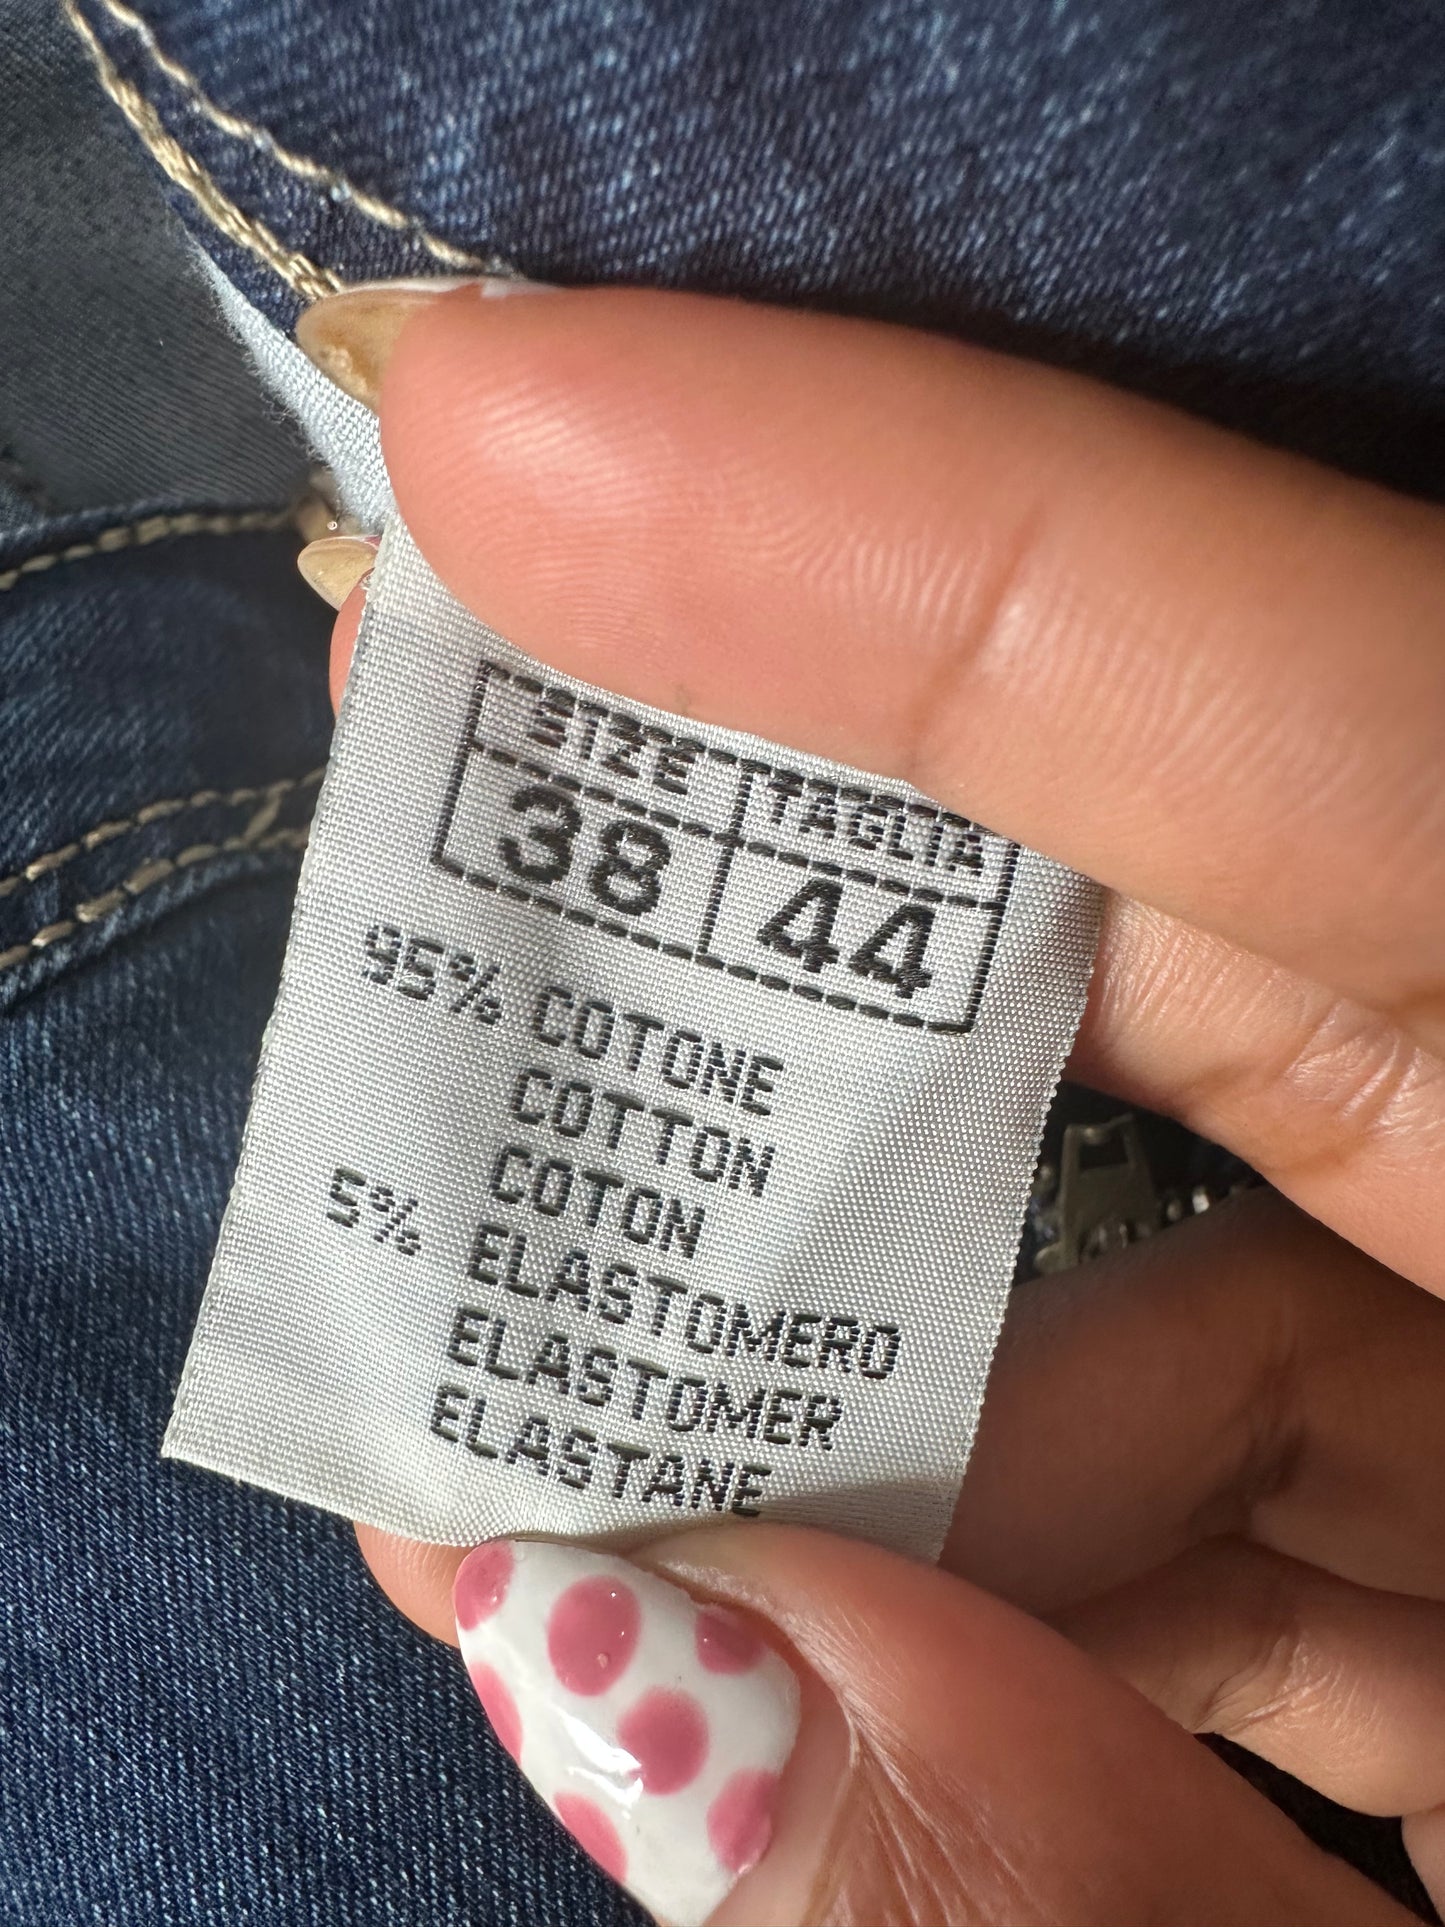 SIZE TAGLIA
38 44
95% COTONE
COTTON
COTON
5% ELASTOMERO
ELASTOMER
ELASTANE